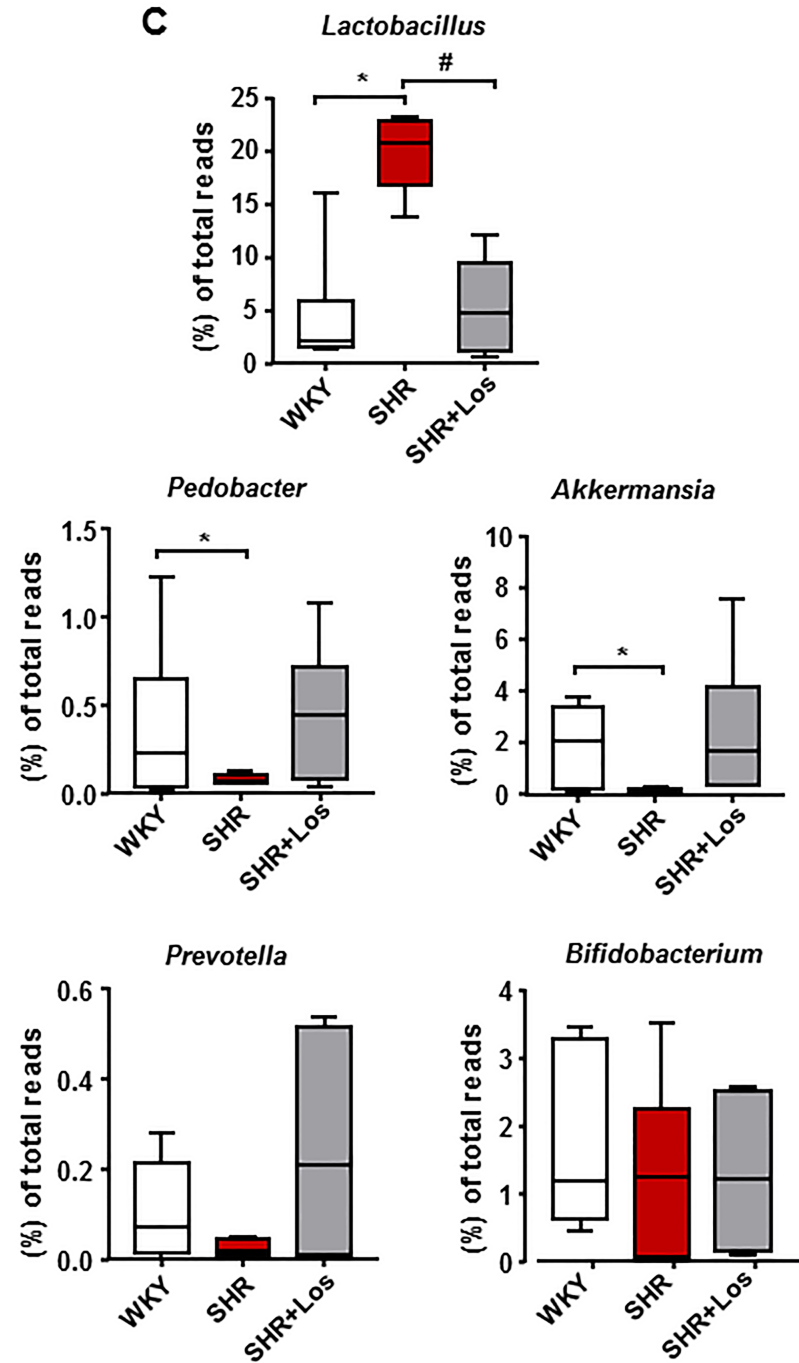 C
Lactobacillus
* #
(%) of total reads
25
20
15
10
5
0
WKY SHR SHR+Los
Pedobacter
*
(%) of total reads
1.5
1.0
0.5
0.0
WKY SHR SHR+Los
Akkermansia
*
(%) of total reads
10
8
6
4
2
0
WKY SHR SHR+Los
Prevotella
(%) of total reads
0.6
0.4
0.2
0.0
WKY SHR SHR+Los
Bifidobacterium
(%) of total reads
4
3
2
1
0
WKY SHR SHR+Los